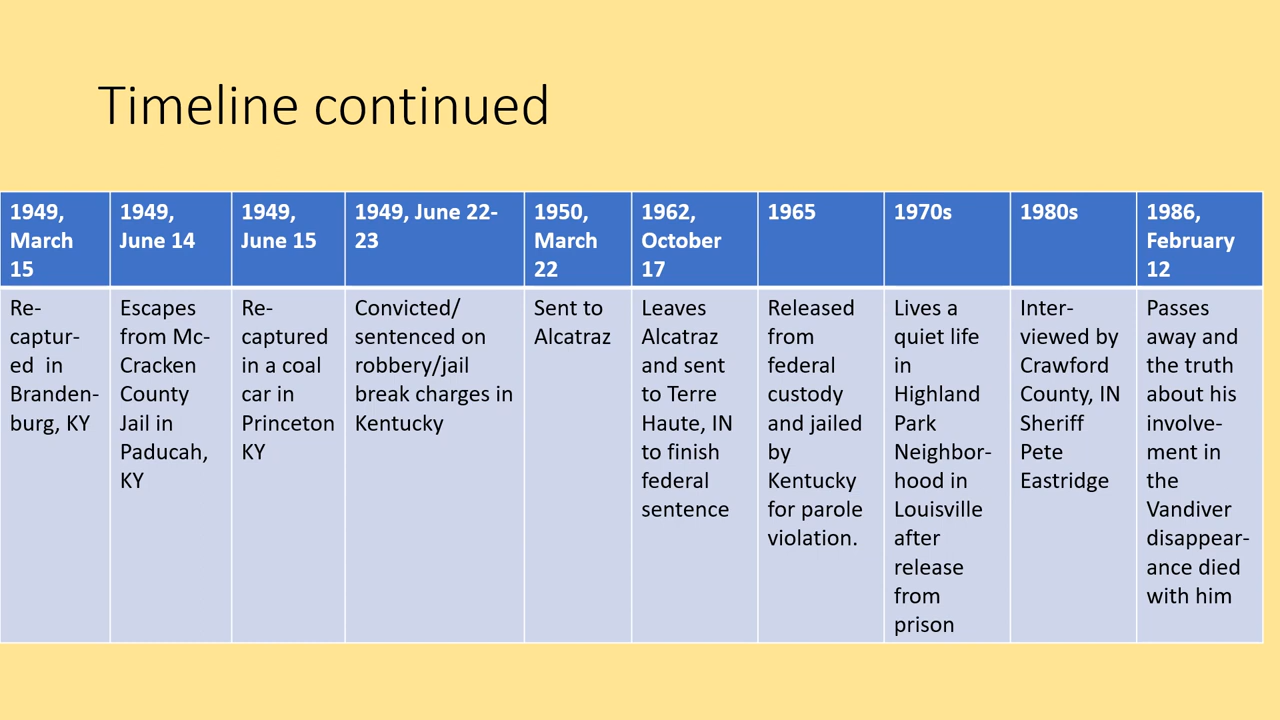 Timeline continued
1949,
March
15
1949,
June 14
1949,
June 15
1949, June 22-
23
1950,
March
22
1962,
October
17
1965
1970s
1980s
1986,
February
12
Re-
captur-
ed  in
Branden-
burg, KY
Escapes
from Mc-
Cracken
County
Jail in
Paducah,
KY
Re-
captured
in a coal
car in
Princeton
KY
Convicted/
sentenced on
robbery/jail
break charges in
Kentucky
Sent to
Alcatraz
Leaves
Alcatraz
and sent
to Terre
Haute, IN
to finish
federal
sentence
Released
from
federal
custody
and jailed
by
Kentucky
for parole
violation.
Lives a
quiet life
in
Highland
Park
Neighbor-
hood in
Louisville
after
release
from
prison
Inter-
viewed by
Crawford
County, IN
Sheriff
Pete
Eastridge
Passes
away and
the truth
about his
involve-
ment in
the
Vandiver
disappear-
ance died
with him